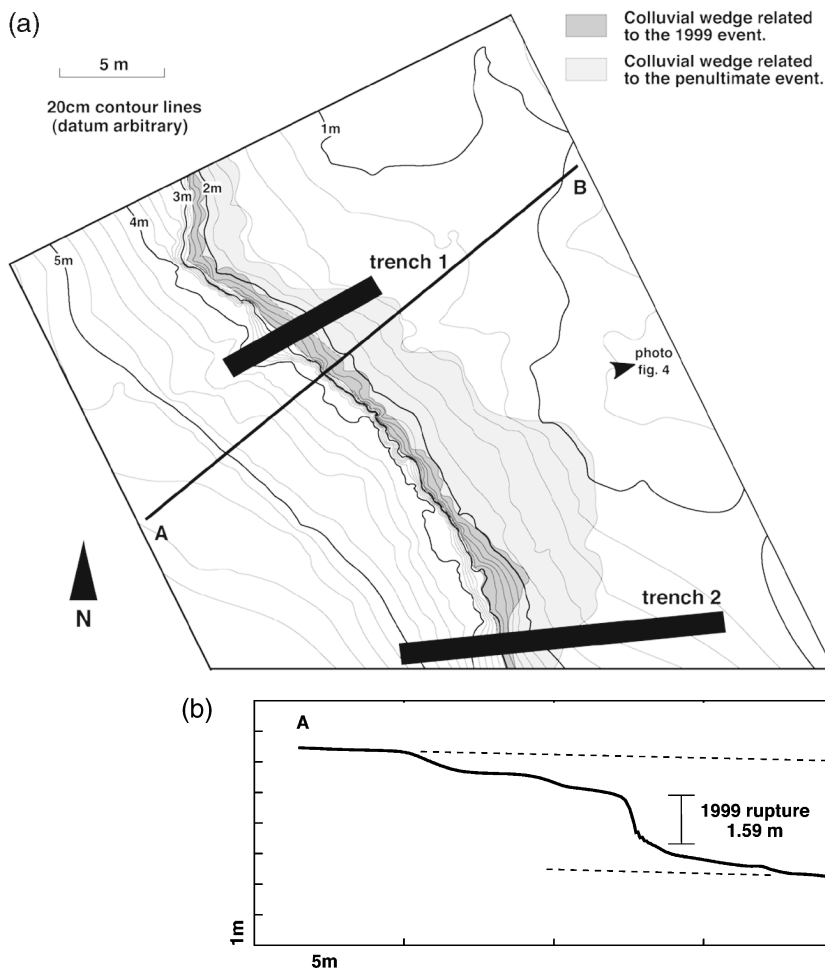 (a)
Colluvial wedge related
to the 1999 event.
Colluvial wedge related
to the penultimate event.
5 m
20cm contour lines
(datum arbitrary)
1m
2m
3m
4m
5m
B
trench 1
photo
fig. 4
A
N
trench 2
(b)
A
1999 rupture
1.59 m
1m
5m